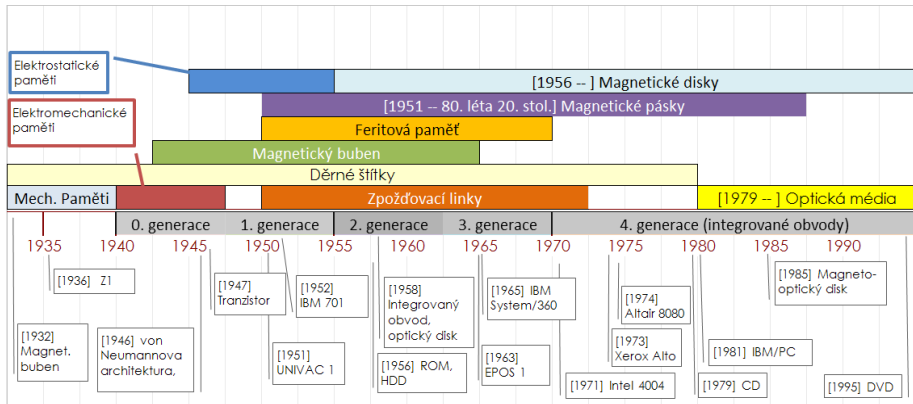 Elektrostatické
paměti
[1956 -- ] Magnetické disky
[1951 -- 80. léta 20. stol.] Magnetické pásky
Elektromechanické
paměti
Feritová paměť
Magnetický buben
Děrné štítky
Mech. Paměti
Zpožďovací linky
[1979 -- ] Optická média
0. generace
1. generace
2. generace
3. generace
4. generace (integrované obvody)
1935 1940 1945 1950 1955 1960 1965 1970 1975 1980 1985 1990
[1936] Z1
[1947]
Tranzistor
[1952]
IBM 701
[1958]
Integrovaný
obvod,
optický disk
[1965] IBM
System/360
[1974]
Altair 8080
[1985] Magneto-
optický disk
[1932]
Magnet.
buben
[1946] von
Neumannova
architektura,
[1951]
UNIVAC 1
[1956] ROM,
HDD
[1963]
EPOS 1
[1973]
Xerox Alto
[1981] IBM/PC
[1971] Intel 4004
[1979] CD
[1995] DVD